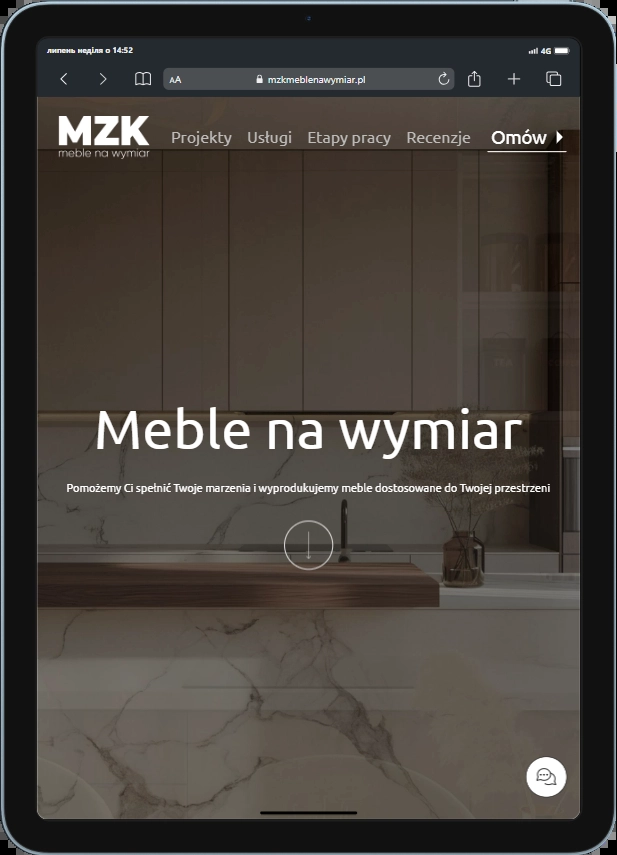 липень неділя о 14:52
4G
AA
mzkmeblenawymiar.pl
MZK
meble na wymiar
Projekty
Usługi
Etapy pracy
Recenzje
Omów
Meble na wymiar
Pomożemy Ci spełnić Twoje marzenia i wyprodukujemy meble dostosowane do Twojej przestrzeni